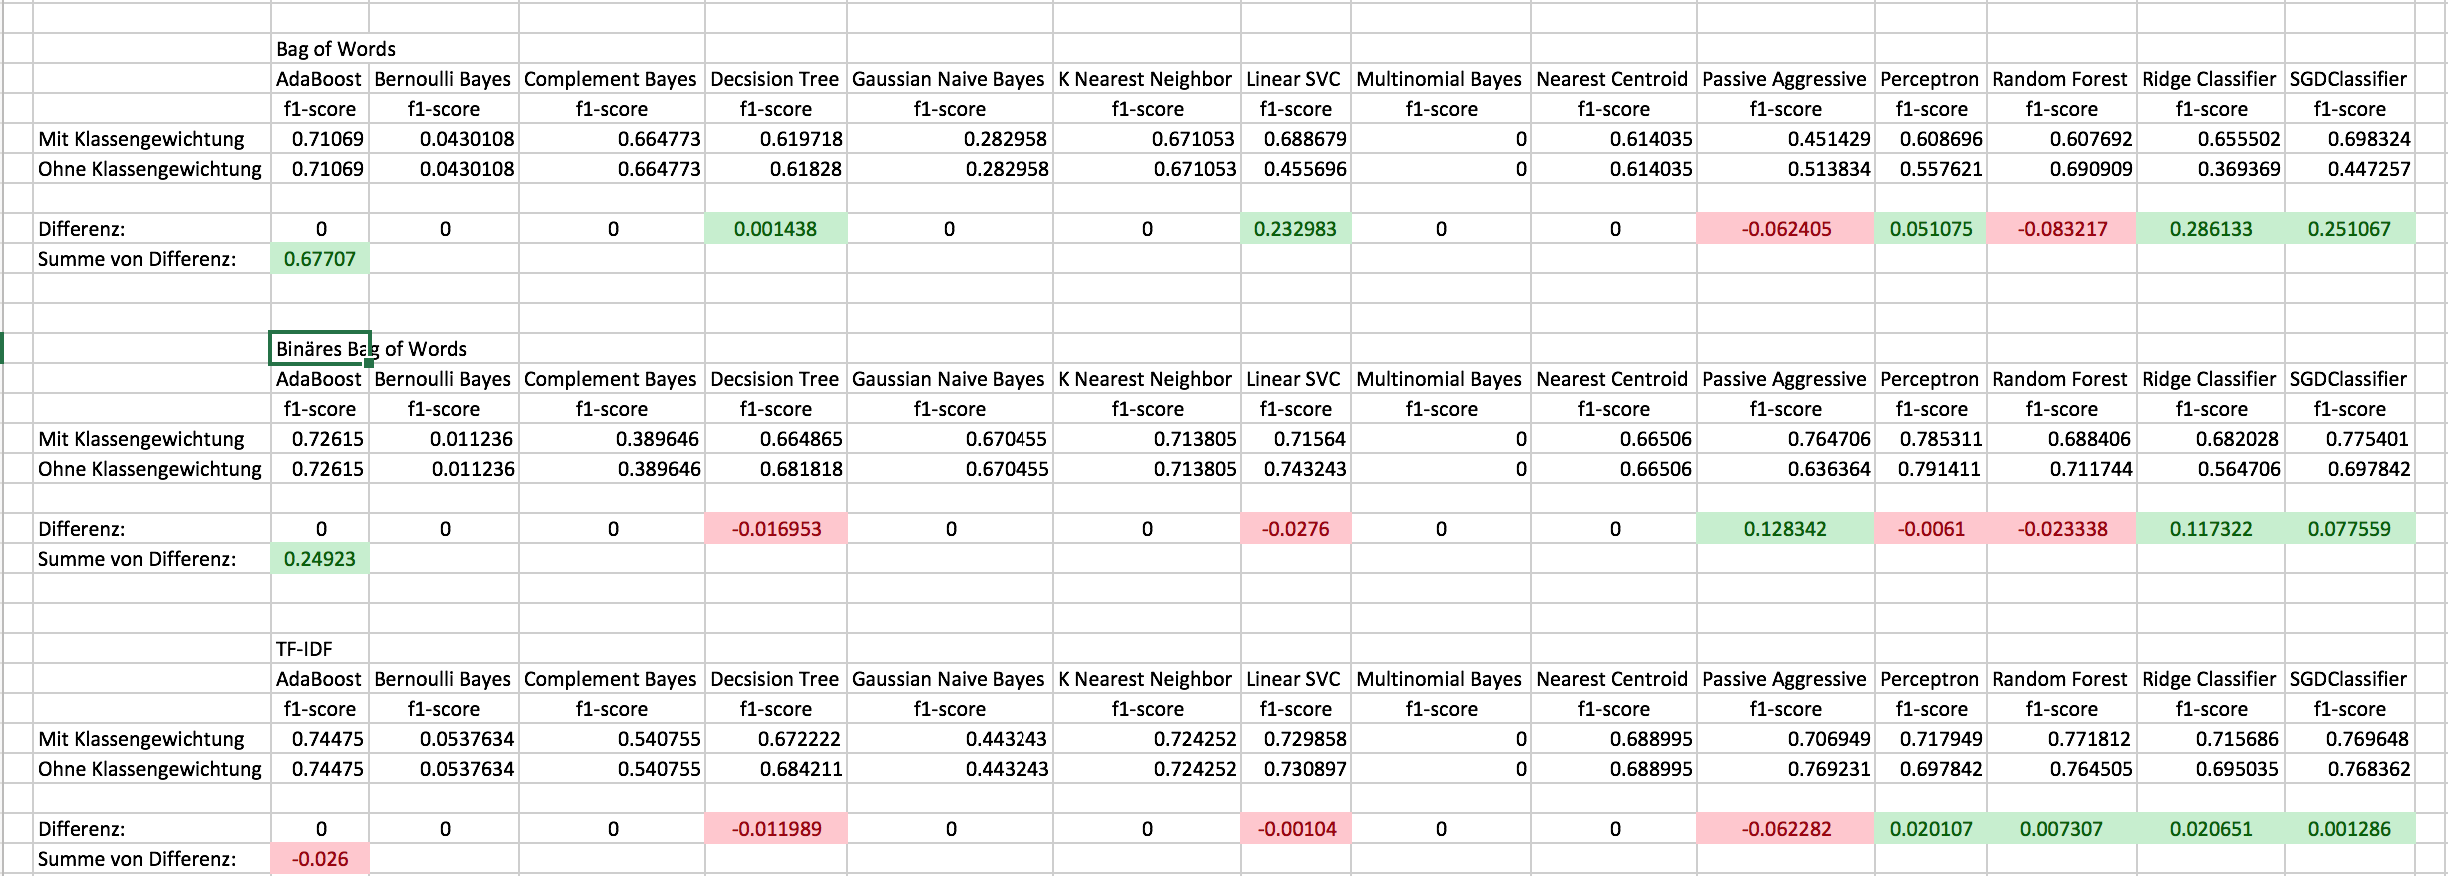 Bag of Words
AdaBoost Bernoulli Bayes Complement Bayes Decsision Tree Gaussian Naive Bayes K Nearest Neighbor Linear SVC Multinomial Bayes Nearest Centroid Passive Aggressive Perceptron Random Forest Ridge Classifier SGDClassifier
f1-score f1-score f1-score f1-score f1-score f1-score f1-score f1-score f1-score f1-score f1-score f1-score f1-score f1-score
Mit Klassengewichtung 0.71069 0.0430108 0.664773 0.619718 0.282958 0.671053 0.688679 0 0.614035 0.451429 0.608696 0.607692 0.655502 0.698324
Ohne Klassengewichtung 0.71069 0.0430108 0.664773 0.61828 0.282958 0.671053 0.455696 0 0.614035 0.513834 0.557621 0.690909 0.369369 0.447257
Differenz: 0 0 0 0.001438 0 0 0.232983 0 0 -0.062405 0.051075 -0.083217 0.286133 0.251067
Summe von Differenz: 0.67707
Binäres Bag of Words
AdaBoost Bernoulli Bayes Complement Bayes Decsision Tree Gaussian Naive Bayes K Nearest Neighbor Linear SVC Multinomial Bayes Nearest Centroid Passive Aggressive Perceptron Random Forest Ridge Classifier SGDClassifier
f1-score f1-score f1-score f1-score f1-score f1-score f1-score f1-score f1-score f1-score f1-score f1-score f1-score f1-score
Mit Klassengewichtung 0.72615 0.011236 0.389646 0.664865 0.670455 0.713805 0.71564 0 0.66506 0.764706 0.785311 0.688406 0.682028 0.775401
Ohne Klassengewichtung 0.72615 0.011236 0.389646 0.681818 0.670455 0.713805 0.743243 0 0.66506 0.636364 0.791411 0.711744 0.564706 0.697842
Differenz: 0 0 0 -0.016953 0 0 -0.0276 0 0 0.128342 -0.0061 -0.023338 0.117322 0.077559
Summe von Differenz: 0.24923
TF-IDF
AdaBoost Bernoulli Bayes Complement Bayes Decsision Tree Gaussian Naive Bayes K Nearest Neighbor Linear SVC Multinomial Bayes Nearest Centroid Passive Aggressive Perceptron Random Forest Ridge Classifier SGDClassifier
f1-score f1-score f1-score f1-score f1-score f1-score f1-score f1-score f1-score f1-score f1-score f1-score f1-score f1-score
Mit Klassengewichtung 0.74475 0.0537634 0.540755 0.672222 0.443243 0.724252 0.729858 0 0.688995 0.706949 0.717949 0.771812 0.715686 0.769648
Ohne Klassengewichtung 0.74475 0.0537634 0.540755 0.684211 0.443243 0.724252 0.730897 0 0.688995 0.769231 0.697842 0.764505 0.695035 0.768362
Differenz: 0 0 0 -0.011989 0 0 -0.00104 0 0 -0.062282 0.020107 0.007307 0.020651 0.001286
Summe von Differenz: -0.026